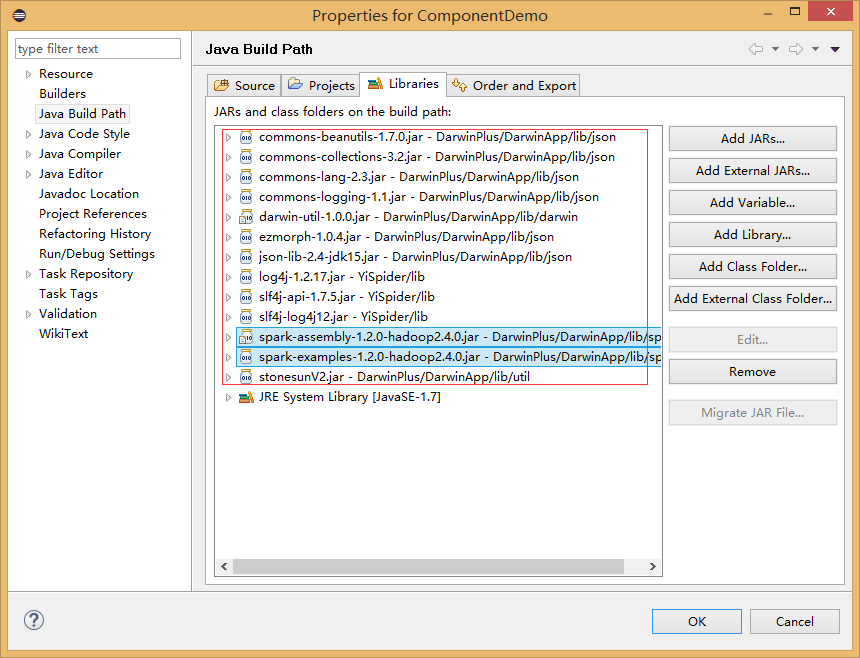 Properties for ComponentDemo
type filter text
Resource
Builders
Java Build Path
Java Code Style
Java Compiler
Java Editor
Javadoc Location
Project References
Refactoring History
Run/Debug Settings
Task Repository
Task Tags
Validation
WikiText
Java Build Path
Source Projects Libraries Order and Export
JARs and class folders on the build path:
commons-beanutils-1.7.0.jar - DarwinPlus/DarwinApp/lib/json
commons-collections-3.2.jar - DarwinPlus/DarwinApp/lib/json
commons-lang-2.3.jar - DarwinPlus/DarwinApp/lib/json
commons-logging-1.1.jar - DarwinPlus/DarwinApp/lib/json
darwin-util-1.0.0.jar - DarwinPlus/DarwinApp/lib/darwin
ezmorph-1.0.4.jar - DarwinPlus/DarwinApp/lib/json
json-lib-2.4-jdk15.jar - DarwinPlus/DarwinApp/lib/json
log4j-1.2.17.jar - YiSpider/lib
slf4j-api-1.7.5.jar - YiSpider/lib
slf4j-log4j12.jar - YiSpider/lib
spark-assembly-1.2.0-hadoop2.4.0.jar - DarwinPlus/DarwinApp/lib/sp
spark-examples-1.2.0-hadoop2.4.0.jar - DarwinPlus/DarwinApp/lib/sp
stonesunV2.jar - DarwinPlus/DarwinApp/lib/util
JRE System Library [JavaSE-1.7]
Add JARs...
Add External JARs...
Add Variable...
Add Library...
Add Class Folder...
Add External Class Folder...
Edit...
Remove
Migrate JAR File...
OK
Cancel